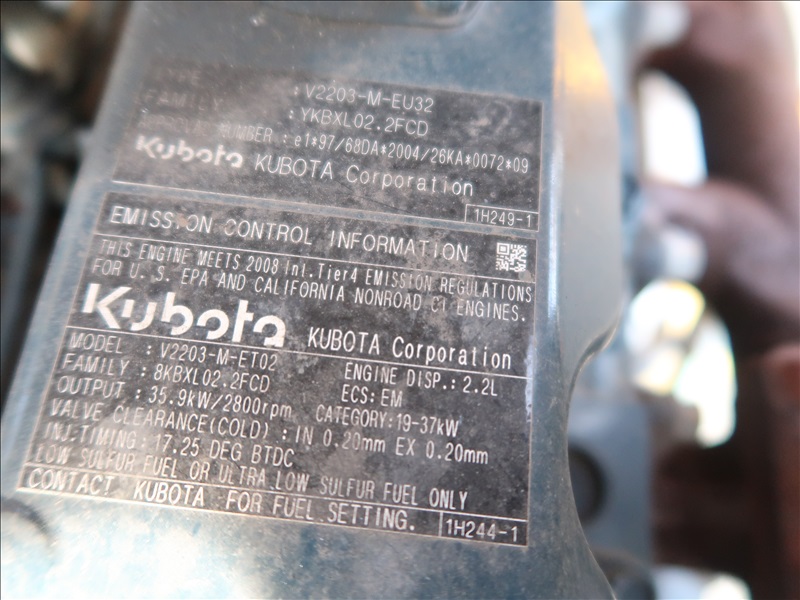 : V2203-M-EU32
FAMILY : YKBXL02.2FCD
NUMBER : e1*97/68DA*2004/26KA*0072*09
Kubota KUBOTA Corporation
1H249-1
EMISSION CONTROL INFORMATION
THIS ENGINE MEETS 2008 Int.Tier4 EMISSION REGULATIONS
FOR U. S. EPA AND CALIFORNIA NONROAD CI ENGINES.
Kubota KUBOTA Corporation
MODEL : V2203-M-ET02
ENGINE DISP.: 2.2L
FAMILY : 8KBXL02.2FCD
ECS: EM
OUTPUT : 35.9kW/2800rpm
CATEGORY: 19-37kW
VALVE CLEARANCE(COLD) : IN 0.20mm EX 0.20mm
INJ.TIMING: 17.25 DEG BTDC
LOW SULFUR FUEL OR ULTRA LOW SULFUR FUEL ONLY
CONTACT KUBOTA FOR FUEL SETTING.
1H244-1